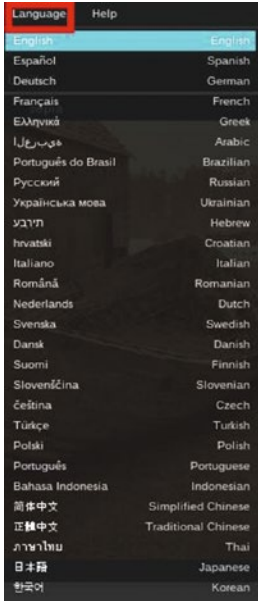 Language Help
English English
Español Spanish
Deutsch German
Français French
Ελληνικά Greek
ةيبرعلا Arabic
Português do Brasil Brazilian
Русский Russian
Українська мова Ukrainian
תירבע Hebrew
hrvatski Croatian
Italiano Italian
Română Romanian
Nederlands Dutch
Svenska Swedish
Dansk Danish
Suomi Finnish
Slovenščina Slovenian
čeština Czech
Türkçe Turkish
Polski Polish
Português Portuguese
Bahasa Indonesia Indonesian
简体中文 Simplified Chinese
正體中文 Traditional Chinese
ภาษาไทย Thai
日本語 Japanese
한국어 Korean